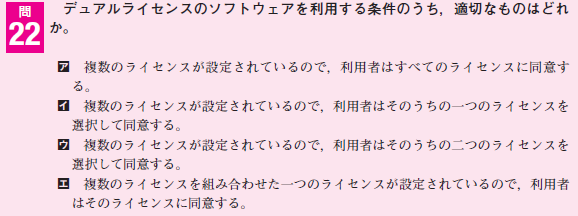 問 22
デュアルライセンスのソフトウェアを利用する条件のうち，適切なものはどれ
か。
ア 複数のライセンスが設定されているので，利用者はすべてのライセンスに同意す
る。
イ 複数のライセンスが設定されているので，利用者はそのうちの一つのライセンスを
選択して同意する。
ウ 複数のライセンスが設定されているので，利用者はそのうちの二つのライセンスを
選択して同意する。
エ 複数のライセンスを組み合わせた一つのライセンスが設定されているので，利用者
はそのライセンスに同意する。